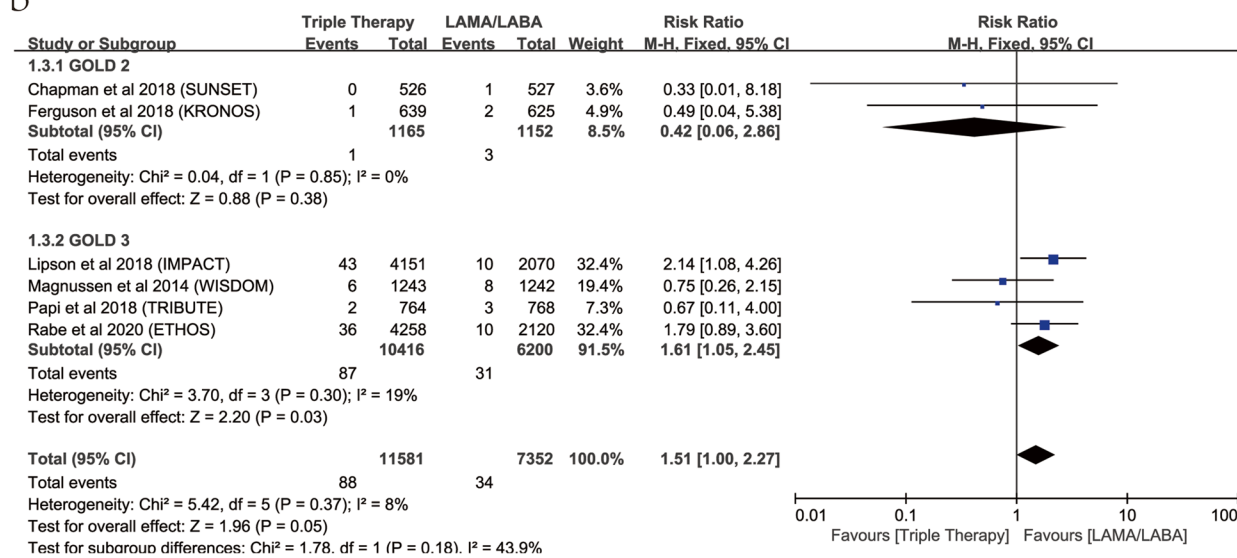 D
Triple Therapy LAMA/LABA Risk Ratio Risk Ratio
Study or Subgroup Events Total Events Total Weight M-H, Fixed, 95% CI M-H, Fixed, 95% CI
1.3.1 GOLD 2
Chapman et al 2018 (SUNSET) 0 526 1 527 3.6% 0.33 [0.01, 8.18]
Ferguson et al 2018 (KRONOS) 1 639 2 625 4.9% 0.49 [0.04, 5.38]
Subtotal (95% CI) 1165 1152 8.5% 0.42 [0.06, 2.86]
Total events 1 3
Heterogeneity: Chi² = 0.04, df = 1 (P = 0.85); I² = 0%
Test for overall effect: Z = 0.88 (P = 0.38)
1.3.2 GOLD 3
Lipson et al 2018 (IMPACT) 43 4151 10 2070 32.4% 2.14 [1.08, 4.26]
Magnussen et al 2014 (WISDOM) 6 1243 8 1242 19.4% 0.75 [0.26, 2.15]
Papi et al 2018 (TRIBUTE) 2 764 3 768 7.3% 0.67 [0.11, 4.00]
Rabe et al 2020 (ETHOS) 36 4258 10 2120 32.4% 1.79 [0.89, 3.60]
Subtotal (95% CI) 10416 6200 91.5% 1.61 [1.05, 2.45]
Total events 87 31
Heterogeneity: Chi² = 3.70, df = 3 (P = 0.30); I² = 19%
Test for overall effect: Z = 2.20 (P = 0.03)
Total (95% CI) 11581 7352 100.0% 1.51 [1.00, 2.27]
Total events 88 34
Heterogeneity: Chi² = 5.42, df = 5 (P = 0.37); I² = 8%
Test for overall effect: Z = 1.96 (P = 0.05)
Test for subgroup differences: Chi² = 1.78, df = 1 (P = 0.18), I² = 43.9%
0.01 0.1 1 10 100
Favours [Triple Therapy] Favours [LAMA/LABA]